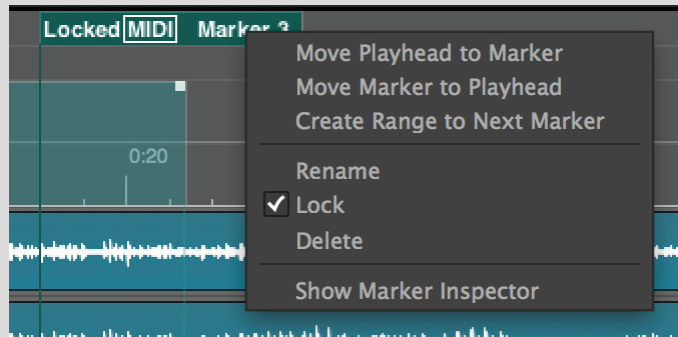 Locked MIDI Marker 3
Move Playhead to Marker
Move Marker to Playhead
Create Range to Next Marker
0:20
Rename
Lock
Delete
Show Marker Inspector